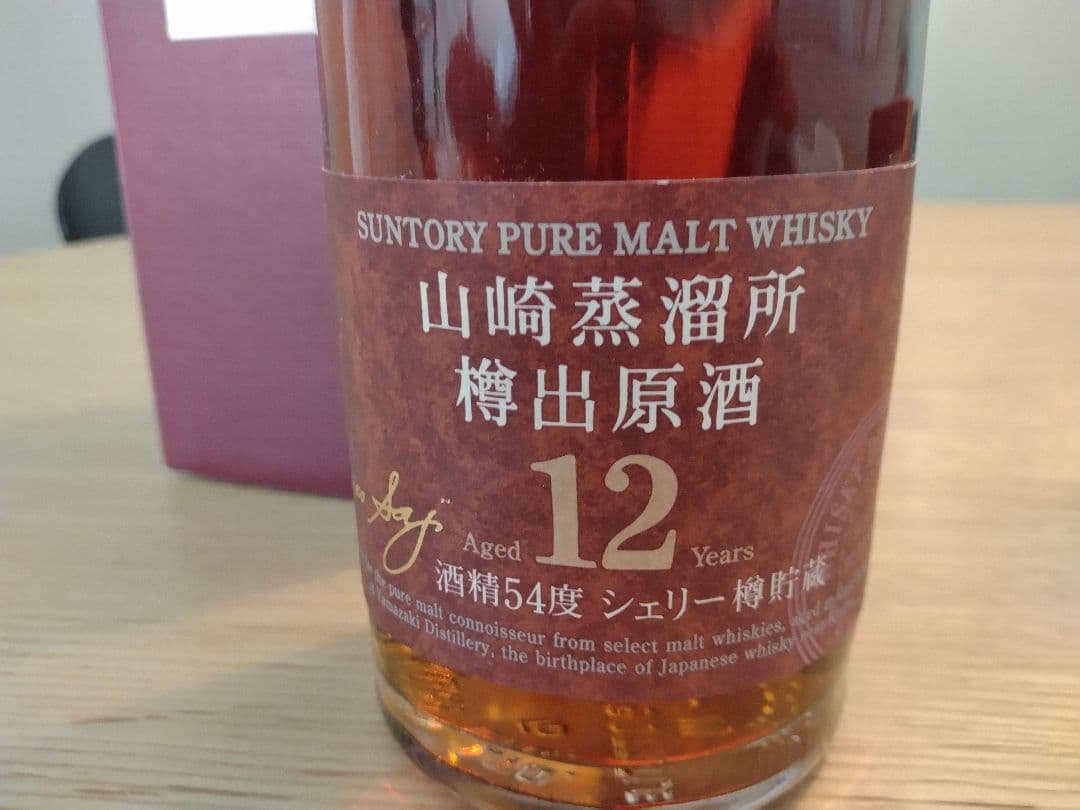 SUNTORY PURE MALT WHISKY
山崎蒸溜所
樽出原酒
Aged 12 Years
酒精54度 シェリー樽貯蔵
pure malt connoisseur from select malt whiskies, aged
Yamazaki Distillery, the birthplace of Japanese whisky